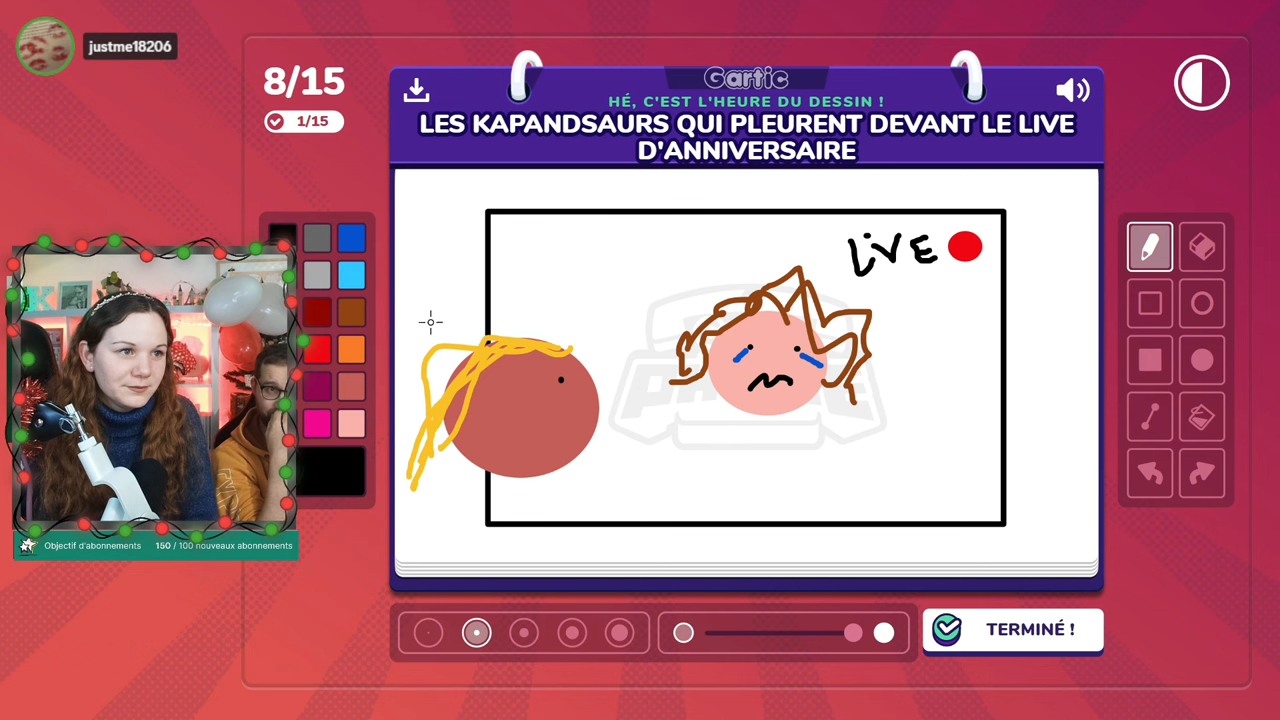 justme18206
8/15
1/15
Gartic
HÉ, C'EST L'HEURE DU DESSIN !
LES KAPANDSAURS QUI PLEURENT DEVANT LE LIVE
D'ANNIVERSAIRE
LiVE
K
Objectif d'abonnements 150 / 100 nouveaux abonnements
TERMINÉ !